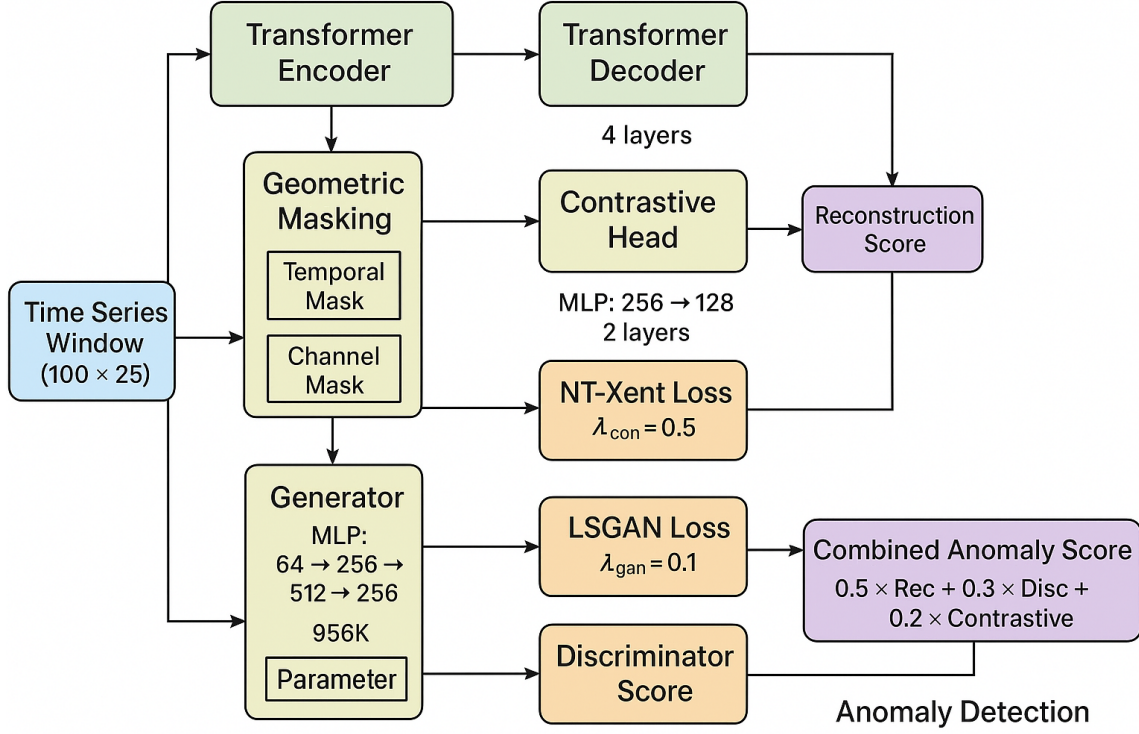 Transformer
Encoder
Transformer
Decoder
4 layers
Geometric
Masking
Temporal
Mask
Channel
Mask
Contrastive
Head
MLP: 256 → 128
2 layers
Reconstruction
Score
Time Series
Window
(100 × 25)
NT-Xent Loss
λcon = 0.5
Generator
MLP:
64 → 256 →
512 → 256
956K
Parameter
LSGAN Loss
λgan = 0.1
Discriminator
Score
Combined Anomaly Score
0.5 × Rec + 0.3 × Disc +
0.2 × Contrastive
Anomaly Detection